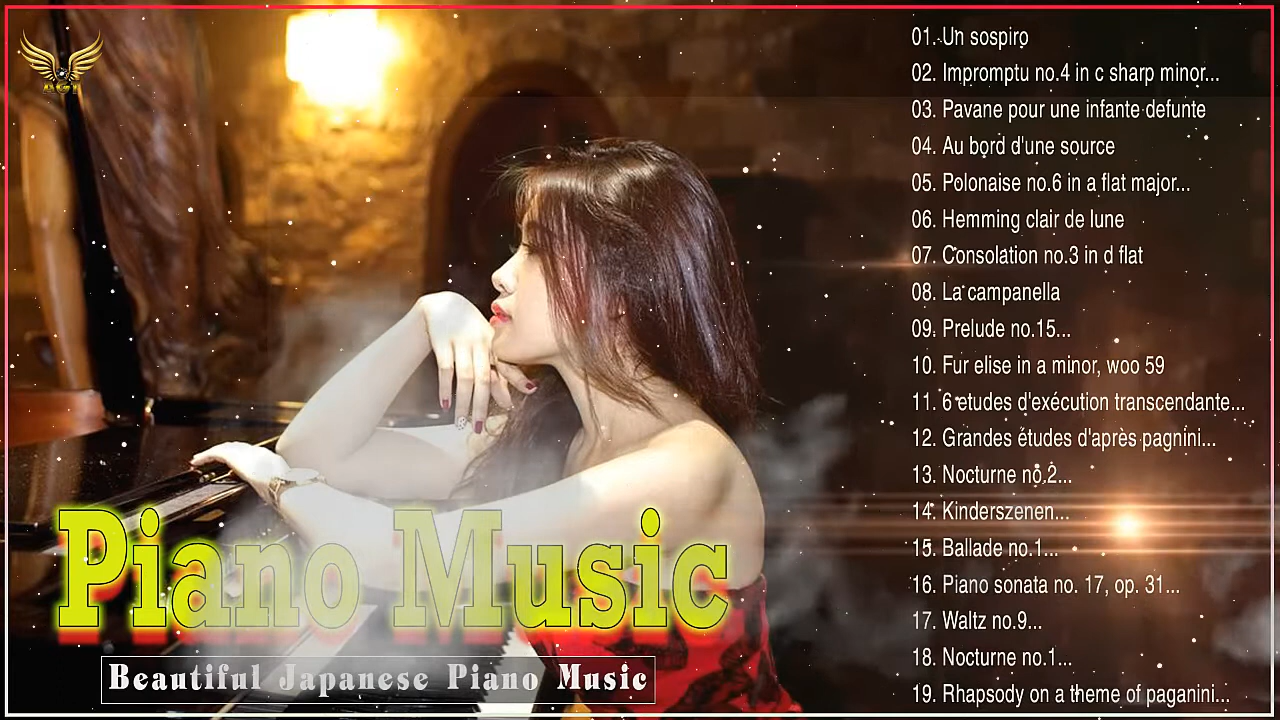 AGT
Piano Music
Beautiful Japanese Piano Music
01. Un sospiro
02. Impromptu no.4 in c sharp minor...
03. Pavane pour une infante defunte
04. Au bord d'une source
05. Polonaise no.6 in a flat major...
06. Hemming clair de lune
07. Consolation no.3 in d flat
08. La campanella
09. Prelude no.15...
10. Fur elise in a minor, woo 59
11. 6 etudes d'exécution transcendante...
12. Grandes études d'après pagnini...
13. Nocturne no.2...
14. Kinderszenen...
15. Ballade no.1...
16. Piano sonata no. 17, op. 31...
17. Waltz no.9...
18. Nocturne no.1...
19. Rhapsody on a theme of paganini...